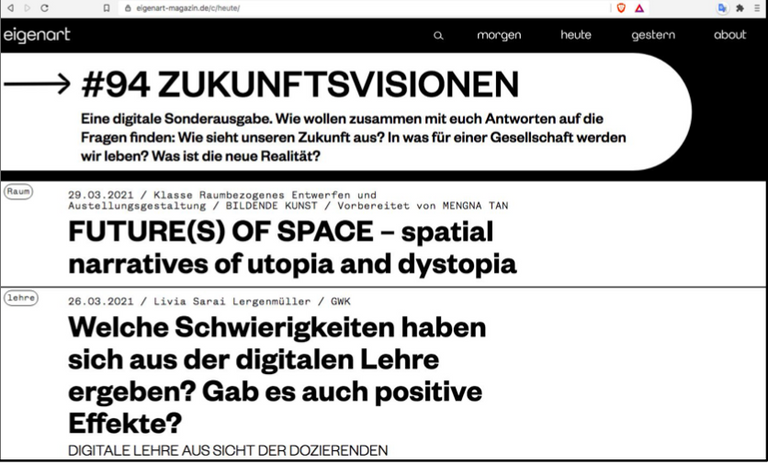 eigenart-magazin.de/c/heute/
eigenart
morgen heute gestern about
#94 ZUKUNFTSVISIONEN
Eine digitale Sonderausgabe. Wie wollen zusammen mit euch Antworten auf die
Fragen finden: Wie sieht unseren Zukunft aus? In was für einer Gesellschaft werden
wir leben? Was ist die neue Realität?
Raum
29.03.2021 / Klasse Raumbezogenes Entwerfen und
Austellungsgestaltung / BILDENDE KUNST / Vorbereitet von MENGNA TAN
FUTURE(S) OF SPACE – spatial
narratives of utopia and dystopia
lehre
26.03.2021 / Livia Sarai Lergenmüller / GWK
Welche Schwierigkeiten haben
sich aus der digitalen Lehre
ergeben? Gab es auch positive
Effekte?
DIGITALE LEHRE AUS SICHT DER DOZIERENDEN